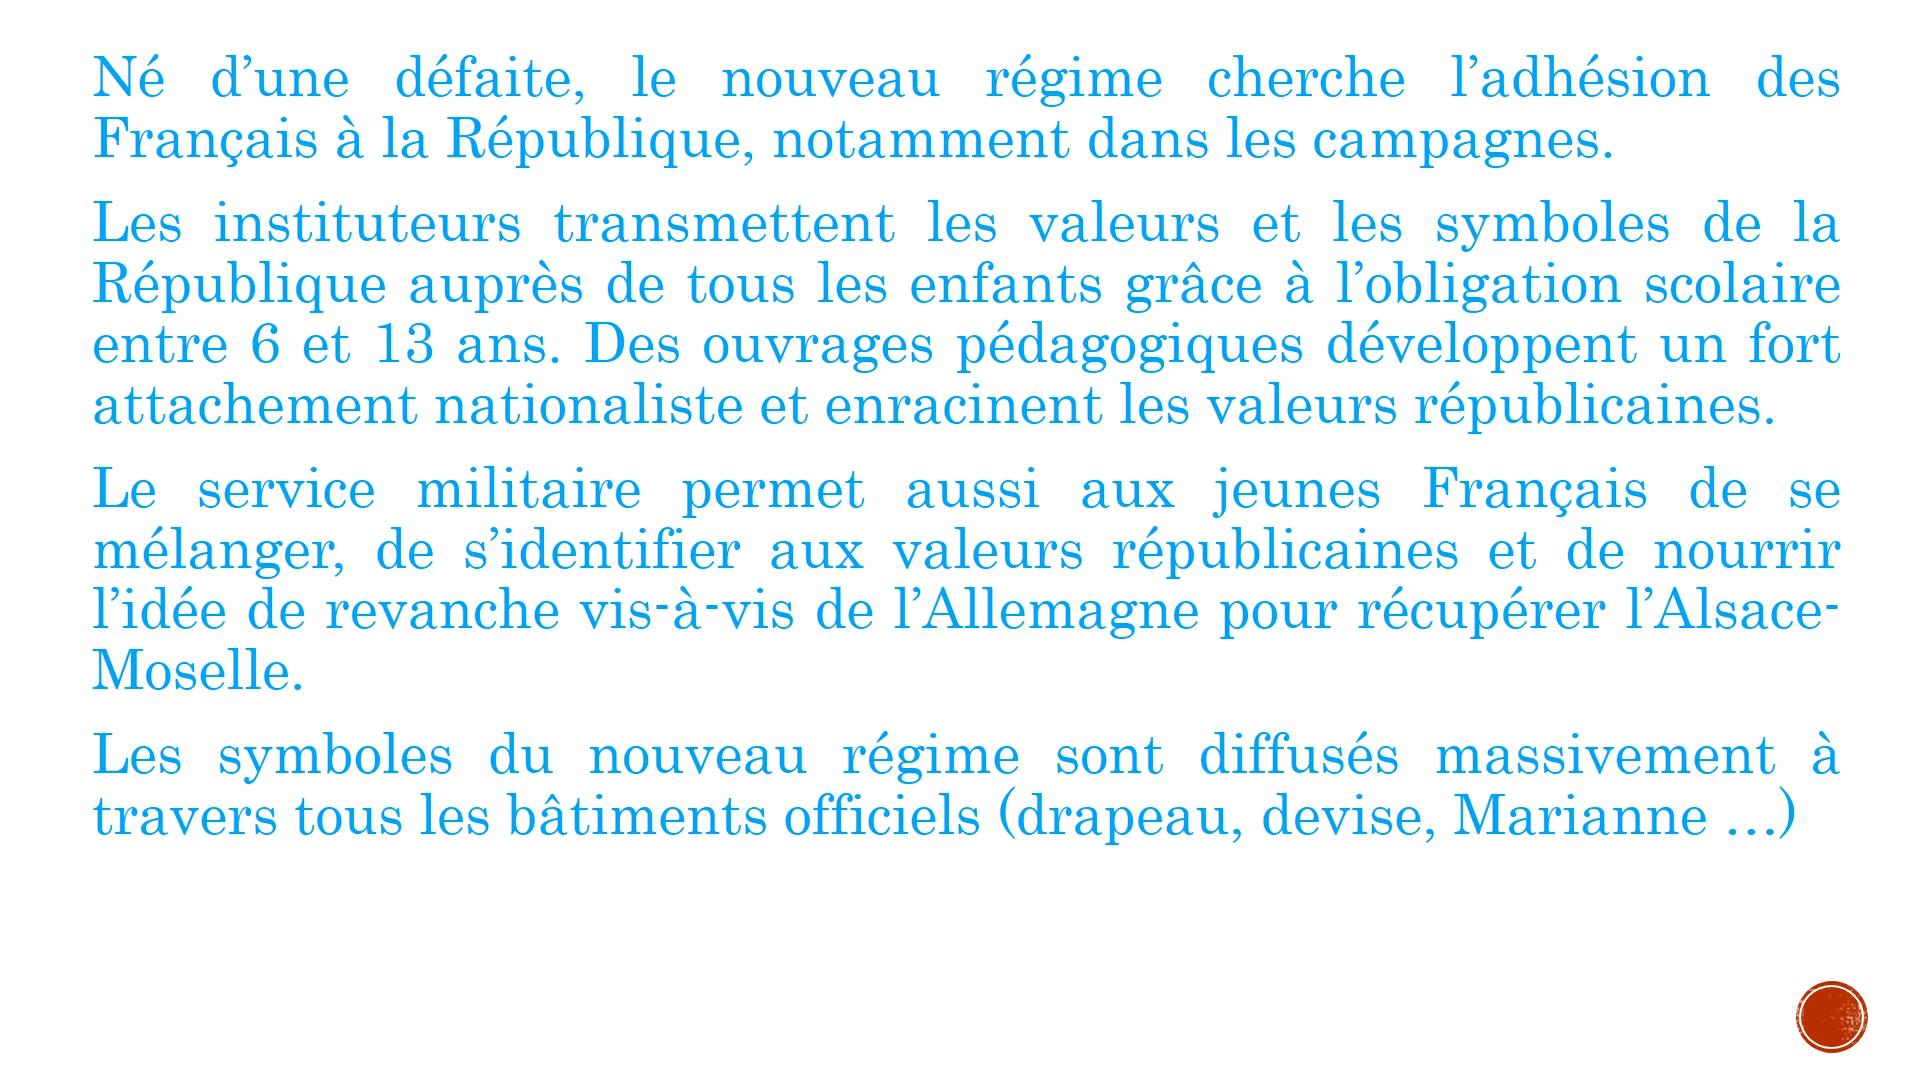 Né d’une défaite, le nouveau régime cherche l’adhésion des
Français à la République, notamment dans les campagnes.
Les instituteurs transmettent les valeurs et les symboles de la
République auprès de tous les enfants grâce à l’obligation scolaire
entre 6 et 13 ans. Des ouvrages pédagogiques développent un fort
attachement nationaliste et enracinent les valeurs républicaines.
Le service militaire permet aussi aux jeunes Français de se
mélanger, de s’identifier aux valeurs républicaines et de nourrir
l’idée de revanche vis-à-vis de l’Allemagne pour récupérer l’Alsace-
Moselle.
Les symboles du nouveau régime sont diffusés massivement à
travers tous les bâtiments officiels (drapeau, devise, Marianne …)